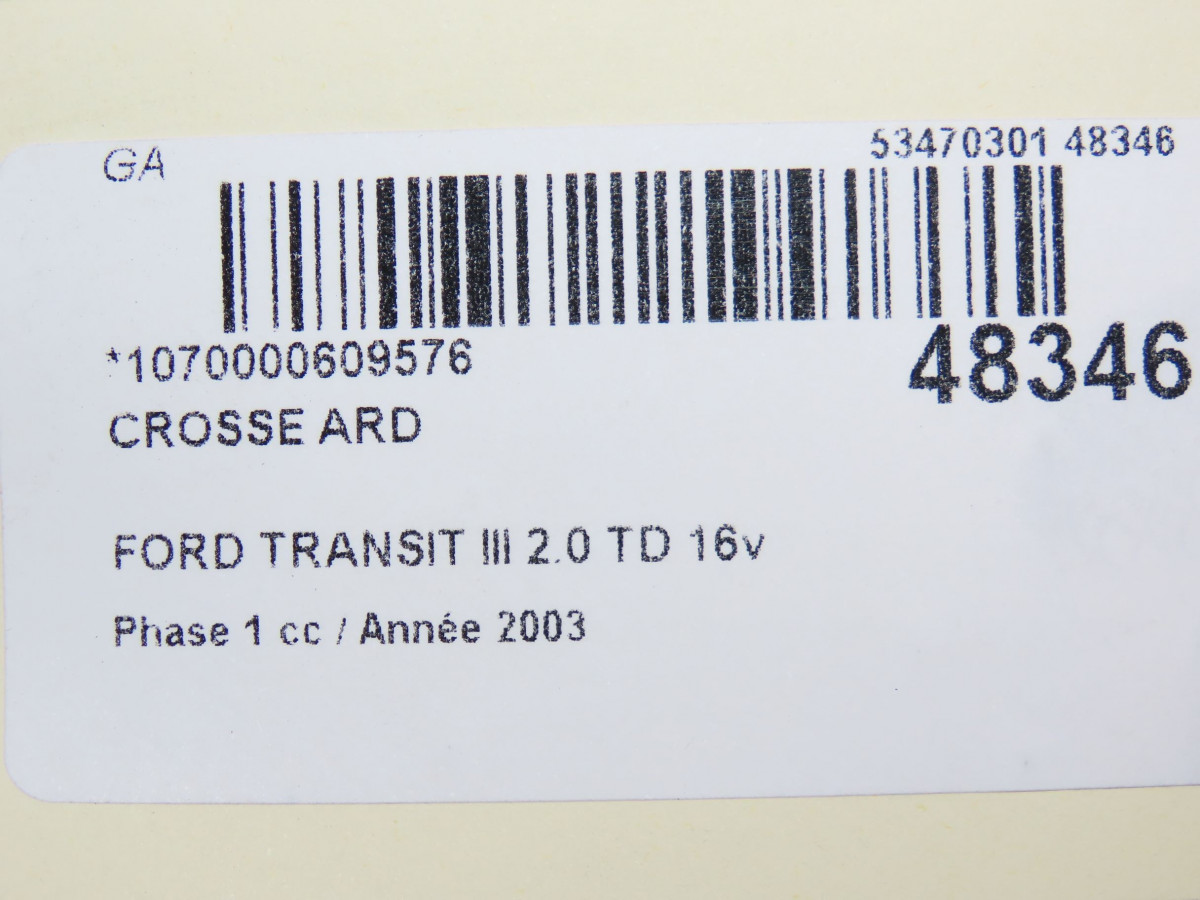 GA
53470301 48346
*1070000609576
48346
CROSSE ARD
FORD TRANSIT III 2.0 TD 16v
Phase 1 cc / Année 2003